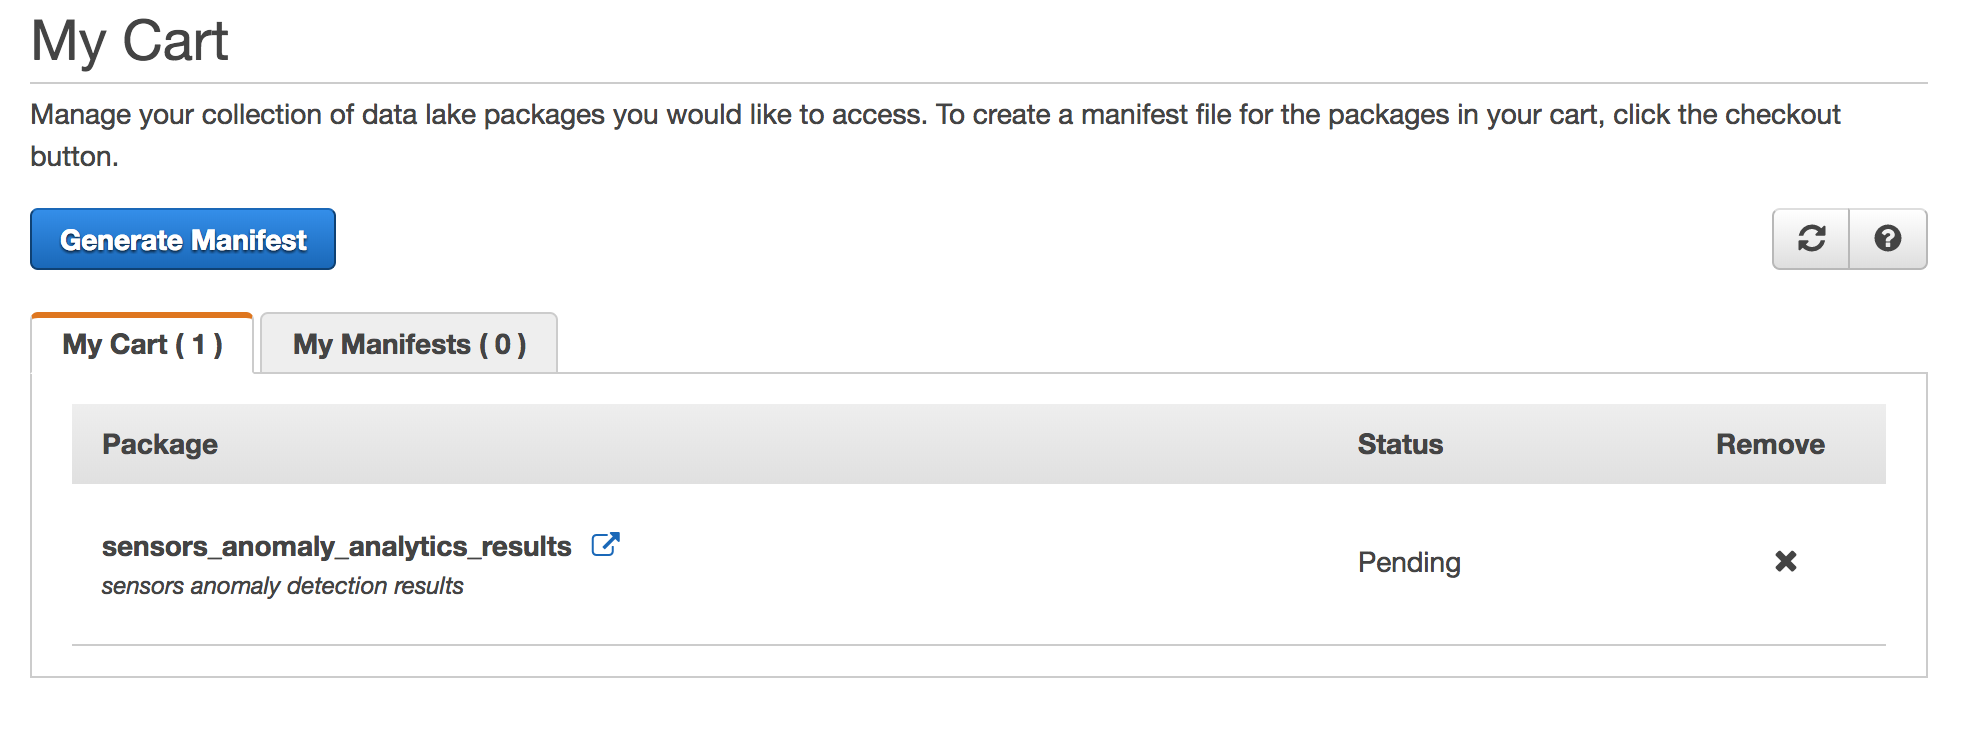 My Cart
Manage your collection of data lake packages you would like to access. To create a manifest file for the packages in your cart, click the checkout
button.
Generate Manifest
My Cart ( 1 )
My Manifests ( 0 )
Package
Status
Remove
sensors_anomaly_analytics_results
sensors anomaly detection results
Pending